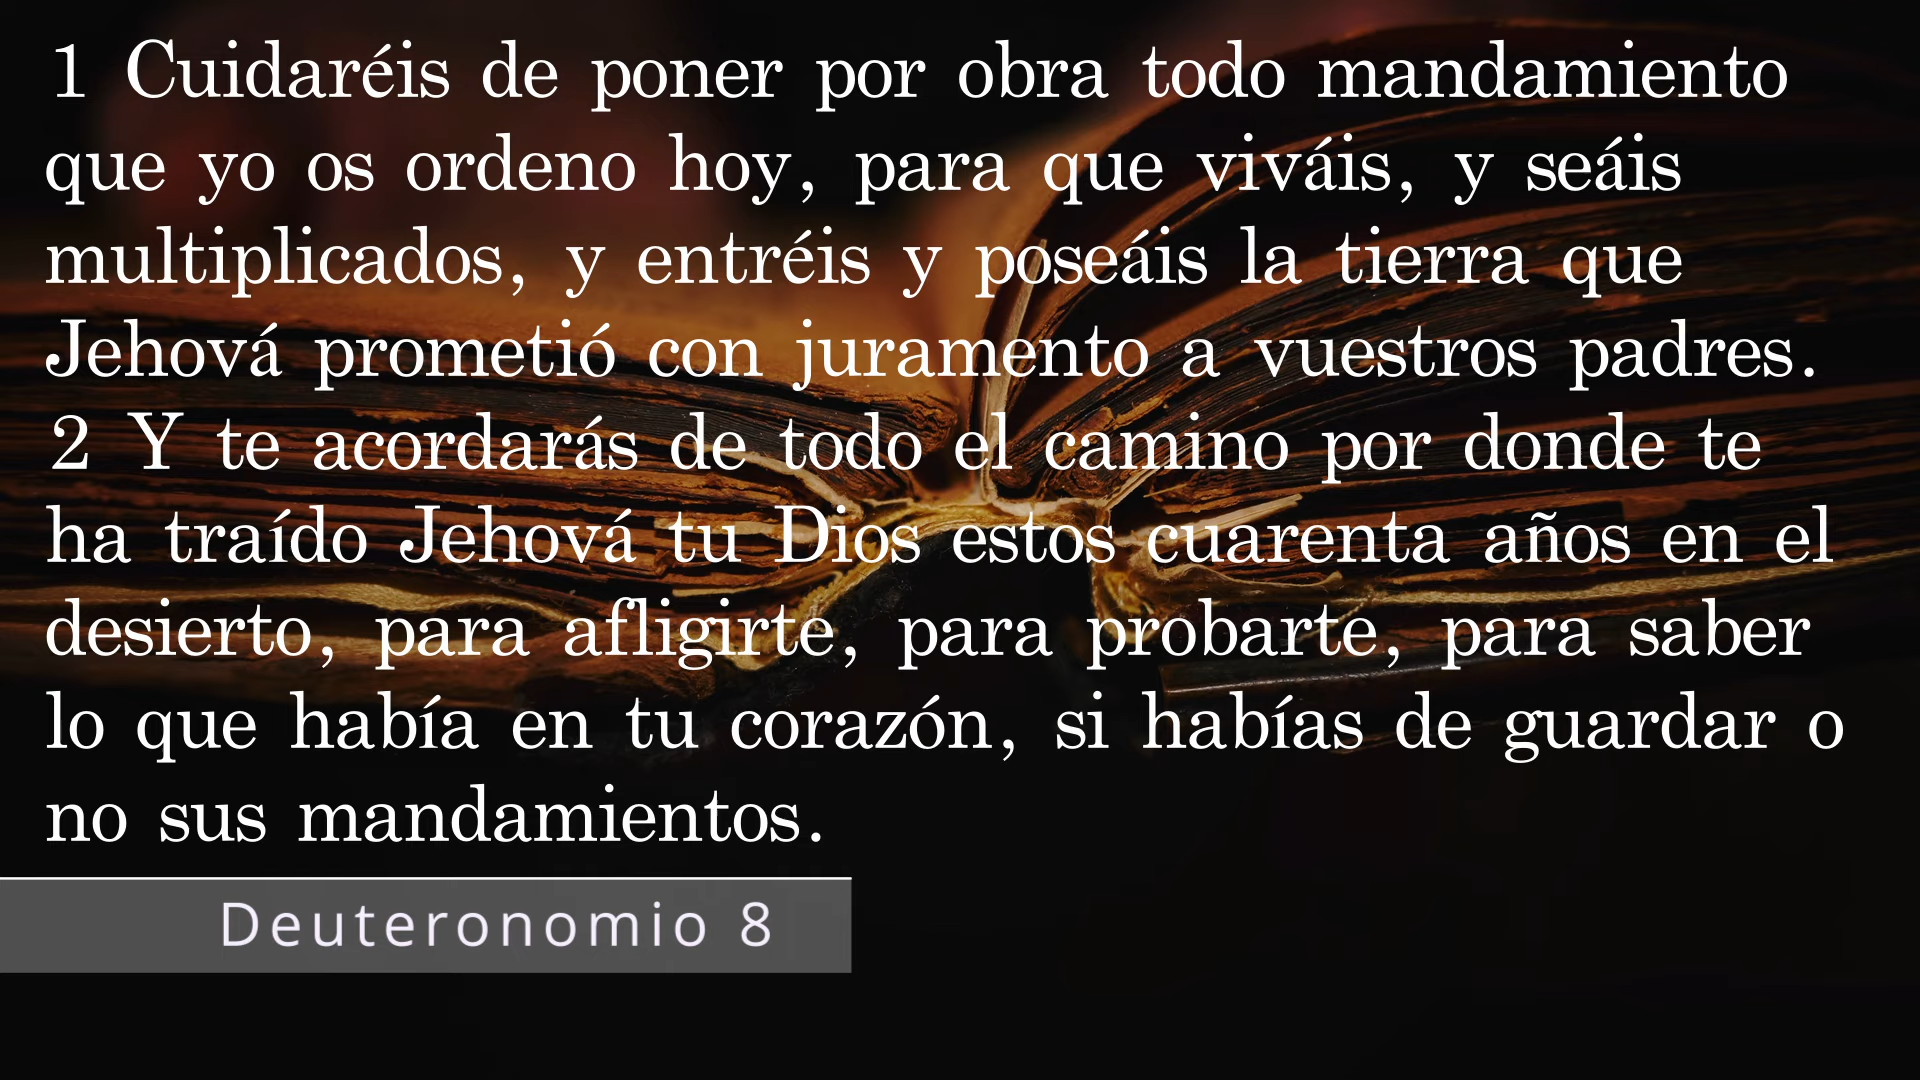 1 Cuidaréis de poner por obra todo mandamiento
que yo os ordeno hoy, para que viváis, y seáis
multiplicados, y entréis y poseáis la tierra que
Jehová prometió con juramento a vuestros padres.
2 Y te acordarás de todo el camino por donde te
ha traído Jehová tu Dios estos cuarenta años en el
desierto, para afligirte, para probarte, para saber
lo que había en tu corazón, si habías de guardar o
no sus mandamientos.
Deuteronomio 8